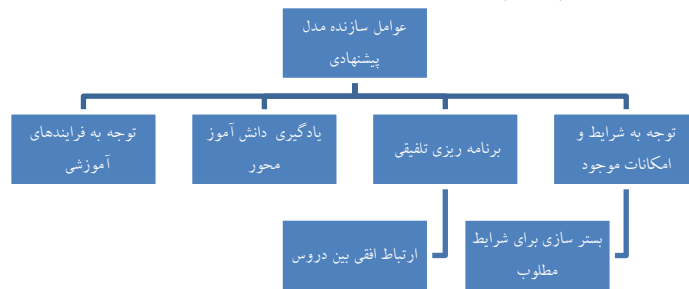 عوامل سازنده مدل
پیشنهادی
توجه به شرایط و
امکانات موجود
برنامه ریزی تلفیقی
یادگیری دانش آموز
محور
توجه به فرایندهای
آموزشی
بستر سازی برای شرایط
مطلوب
ارتباط افقی بین دروس